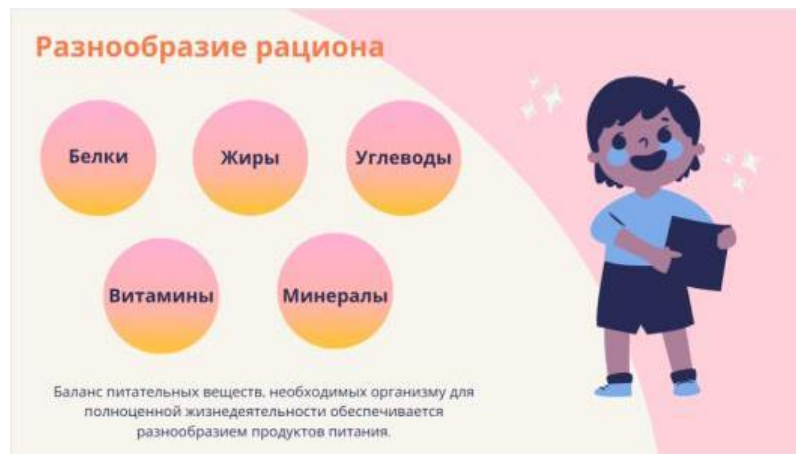 Разнообразие рациона
Белки
Жиры
Углеводы
Витамины
Минералы
Баланс питательных веществ, необходимых организму для
полноценной жизнедеятельности обеспечивается
разнообразием продуктов питания.